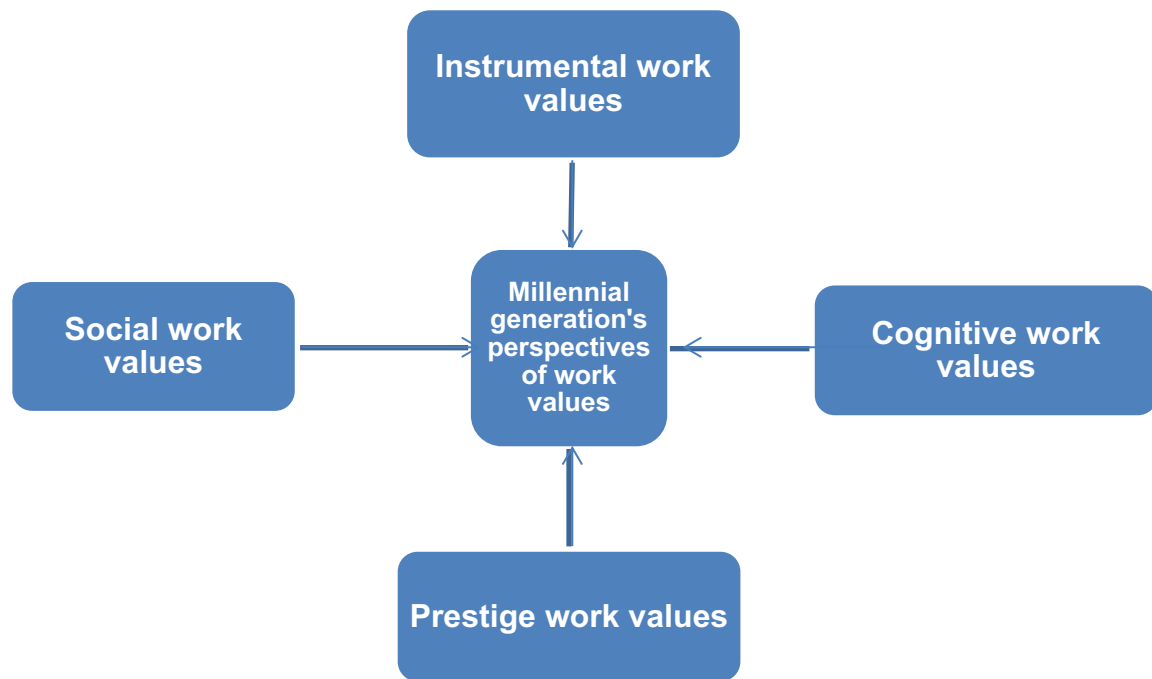 Instrumental work
values
Social work
values
Millennial
generation's
perspectives
of work
values
Cognitive work
values
Prestige work values